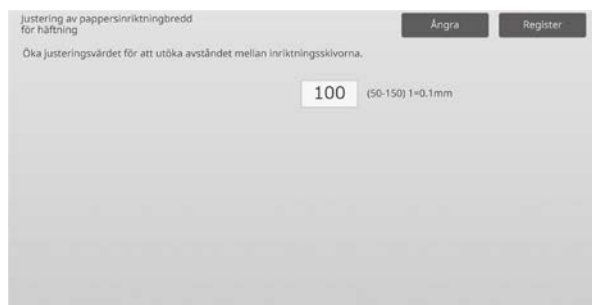 Justering av pappersinriktningbredd
för häftning
Ångra
Register
Öka justeringsvärdet för att utöka avståndet mellan inriktningsskivorna.
100 (50-150) 1=0.1mm